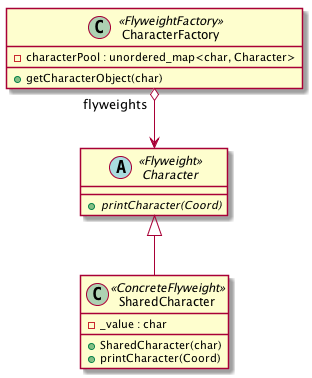 C
«FlyweightFactory»
CharacterFactory
characterPool : unordered_map<char, Character>
getCharacterObject(char)
flyweights
A
«Flyweight»
Character
printCharacter(Coord)
C
«ConcreteFlyweight»
SharedCharacter
_value : char
SharedCharacter(char)
printCharacter(Coord)